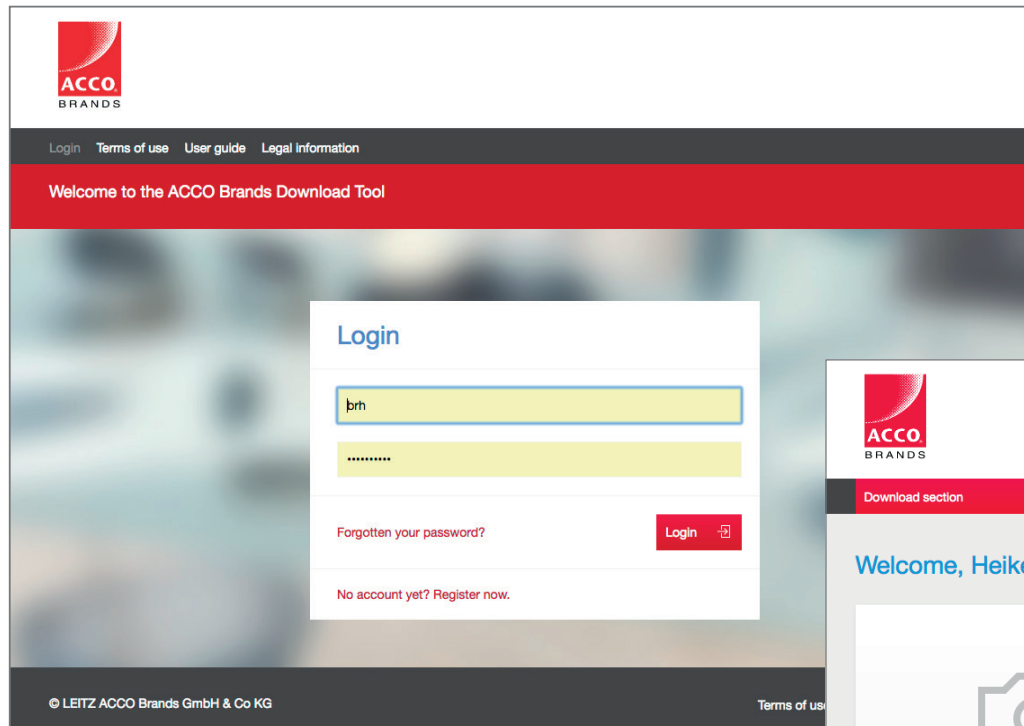 ACCO
BRANDS
Login Terms of use User guide Legal information
Welcome to the ACCO Brands Download Tool
Login
brh
••••••••••
Forgotten your password?
Login
No account yet? Register now.
© LEITZ ACCO Brands GmbH & Co KG
Terms of
ACCO
BRANDS
Download section
Welcome, Heike